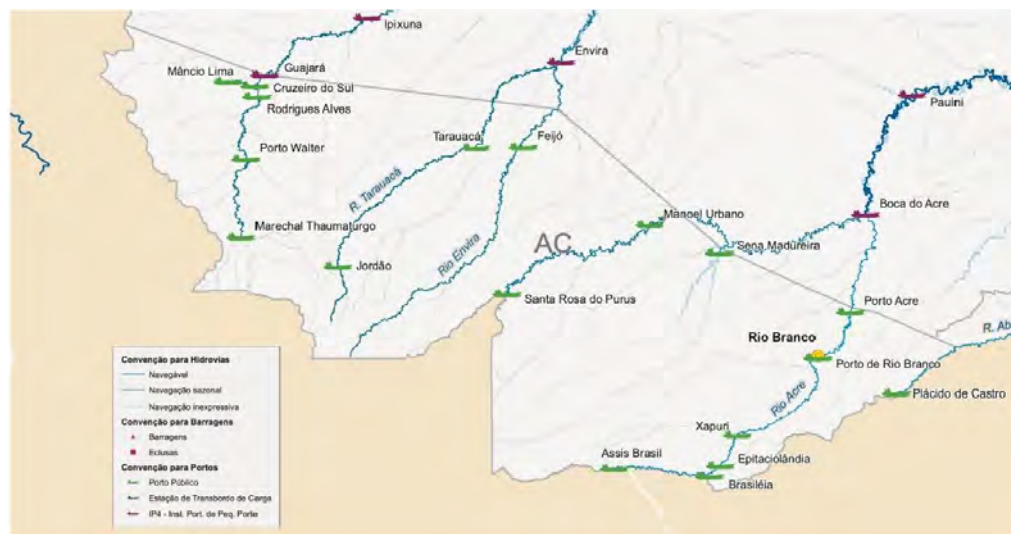 Ipixuna
Envira
Guajará
Mâncio Lima
Cruzeiro do Sul
Rodrigues Alves
Pauini
Tarauacá
Feijó
Porto Walter
R. Tarauacá
Boca do Acre
Manoel Urbano
Marechal Thaumaturgo
AC
Sena Madureira
Rio Envira
Jordão
Santa Rosa do Purus
Porto Acre
R. Ab
Rio Branco
Porto de Rio Branco
Plácido de Castro
Rio Acre
Xapuri
Assis Brasil
Epitaciolândia
Brasiléia
Convenção para Hidrovias
Navegável
Navegação sazonal
Navegação inexpressiva
Convenção para Barragens
Barragens
Eclusas
Convenção para Portos
Porto Público
Estação de Transbordo de Carga
IP4 - Inst. Port. de Peq. Porte